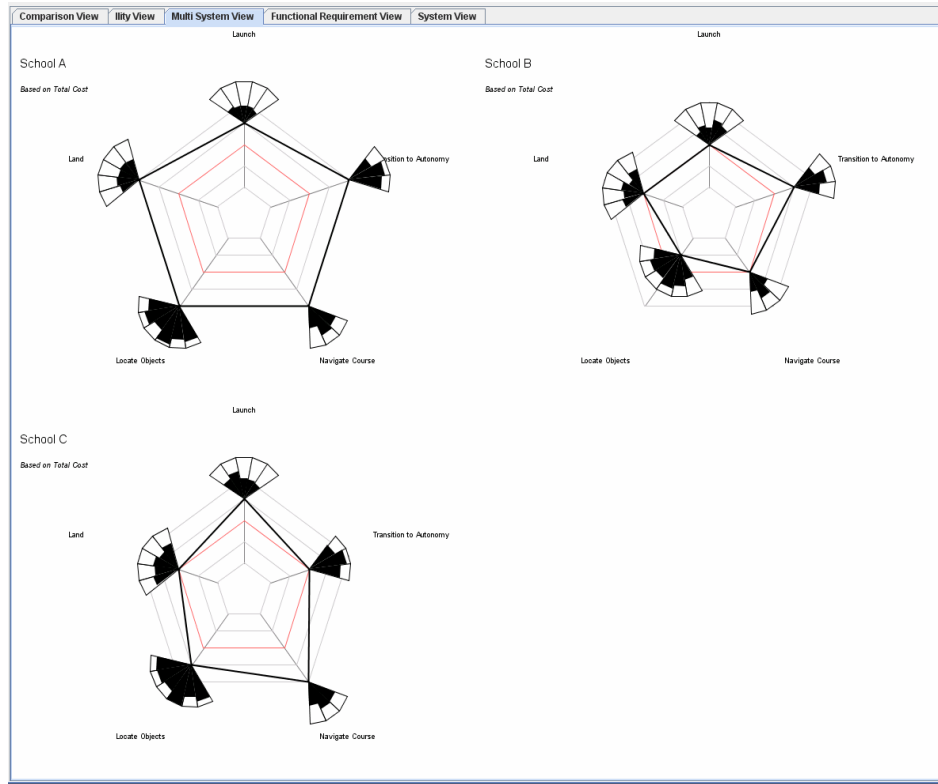 Comparison View
Ility View
Multi System View
Functional Requirement View
System View
Launch
School A
Based on Total Cost
Land
nsition to Autonomy
Locate Objects
Navigate Course
Launch
School B
Based on Total Cost
Land
Transition to Autonomy
Locate Objects
Navigate Course
Launch
School C
Based on Total Cost
Land
Transition to Autonomy
Locate Objects
Navigate Course